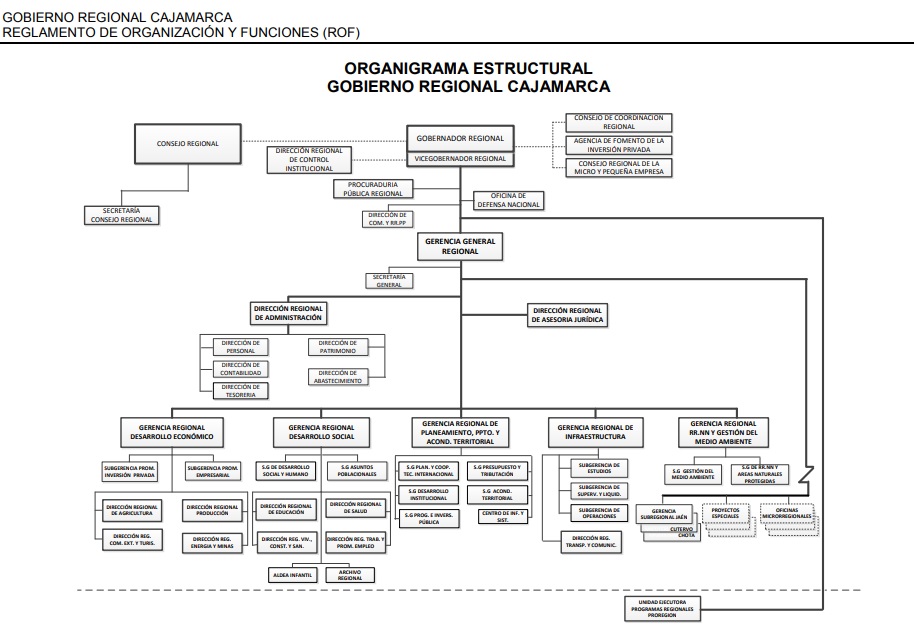 GOBIERNO REGIONAL CAJAMARCA
REGLAMENTO DE ORGANIZACIÓN Y FUNCIONES (ROF)
ORGANIGRAMA ESTRUCTURAL
GOBIERNO REGIONAL CAJAMARCA
CONSEJO REGIONAL
SECRETARÍA
CONSEJO REGIONAL
DIRECCIÓN REGIONAL
DE CONTROL
INSTITUCIONAL
GOBERNADOR REGIONAL
VICEGOBERNADOR REGIONAL
CONSEJO DE COORDINACION
REGIONAL
AGENCIA DE FOMENTO DE LA
INVERSIÓN PRIVADA
CONSEJO REGIONAL DE LA
MICRO Y PEQUEÑA EMPRESA
PROCURADURIA
PÚBLICA REGIONAL
OFICINA DE
DEFENSA NACIONAL
DIRECCIÓN DE
COM. Y RR.PP
GERENCIA GENERAL
REGIONAL
SECRETARÍA
GENERAL
DIRECCIÓN REGIONAL
DE ADMINISTRACIÓN
DIRECCIÓN REGIONAL
DE ASESORIA JURÍDICA
DIRECCIÓN DE
PERSONAL
DIRECCIÓN DE
CONTABILIDAD
DIRECCIÓN DE
TESORERIA
DIRECCIÓN DE
PATRIMONIO
DIRECCIÓN DE
ABASTECIMIENTO
GERENCIA REGIONAL
DESARROLLO ECONÓMICO
SUBGERENCIA PROM.
INVERSIÓN PRIVADA
SUBGERENCIA PROM.
EMPRESARIAL
DIRECCIÓN REGIONAL
DE AGRICULTURA
DIRECCIÓN REGIONAL
PRODUCCIÓN
DIRECCIÓN REG.
COM. EXT. Y TURIS.
DIRECCIÓN REG.
ENERGIA Y MINAS
GERENCIA REGIONAL
DESARROLLO SOCIAL
S.G DE DESARROLLO
SOCIAL Y HUMANO
S.G ASUNTOS
POBLACIONALES
DIRECCIÓN REGIONAL
DE EDUCACIÓN
DIRECCIÓN REGIONAL
DE SALUD
DIRECCIÓN REG. VIV.,
CONST. Y SAN.
DIRECCIÓN REG. TRAB. Y
PROM. EMPLEO
ALDEA INFANTIL
ARCHIVO
REGIONAL
GERENCIA REGIONAL DE
PLANEAMIENTO, PPTO. Y
ACOND. TERRITORIAL
S.G PLAN. Y COOP.
TEC. INTERNACIONAL
S.G PRESUPUESTO Y
TRIBUTACIÓN
S.G DESARROLLO
INSTITUCIONAL
S.G ACOND.
TERRITORIAL
S.G PROG. E INVERS.
PÚBLICA
CENTRO DE INF. Y
SIST.
GERENCIA REGIONAL DE
INFRAESTRUCTURA
SUBGERENCIA DE
ESTUDIOS
SUBGERENCIA DE
SUPERV. Y LIQUID.
SUBGERENCIA DE
OPERACIONES
DIRECCIÓN REG.
TRANSP. Y COMUNIC.
GERENCIA REGIONAL
RR.NN Y GESTIÓN DEL
MEDIO AMBIENTE
S.G GESTIÓN DEL
MEDIO AMBIENTE
S.G DE RR.NN Y
AREAS NATURALES
PROTEGIDAS
GERENCIA
SUBREGIONAL JAÉN
CUTERVO
CHOTA
PROYECTOS
ESPECIALES
OFICINAS
MICRORREGIONALES
UNIDAD EJECUTORA
PROGRAMAS REGIONALES
PROREGION